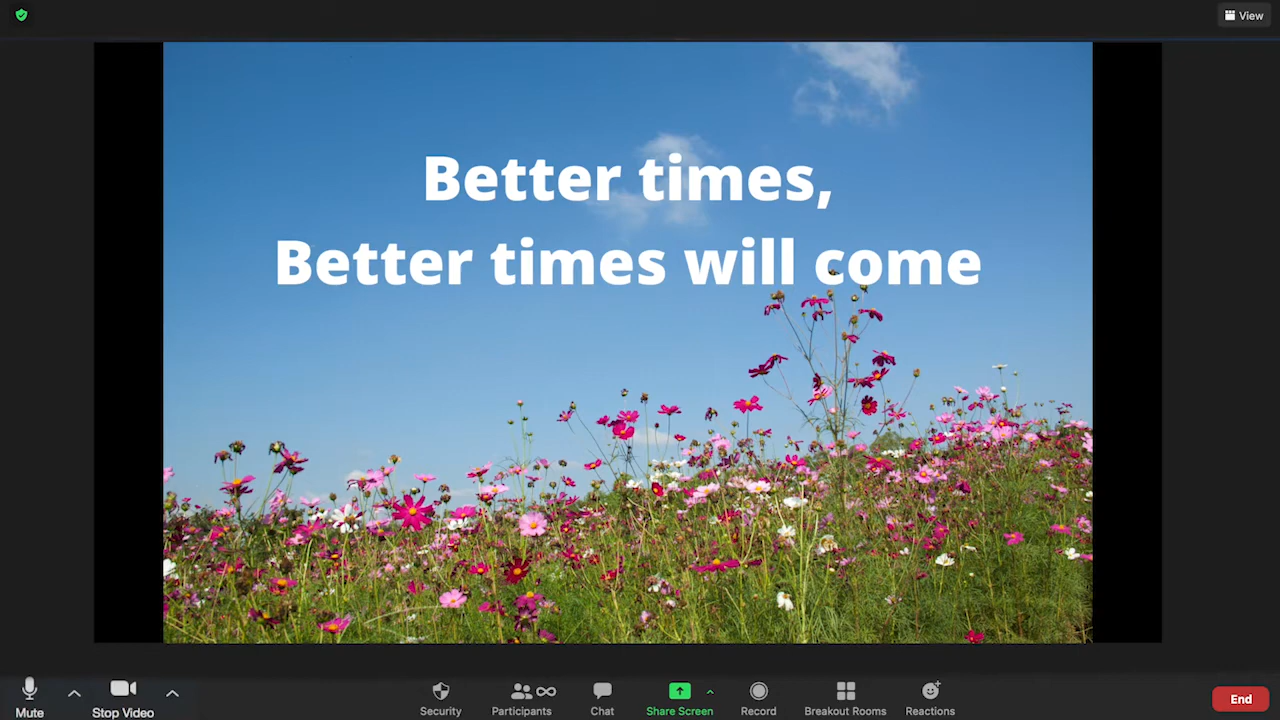 View
Better times,
Better times will come
Mute
Stop Video
Security
Participants
Chat
Share Screen
Record
Breakout Rooms
Reactions
End